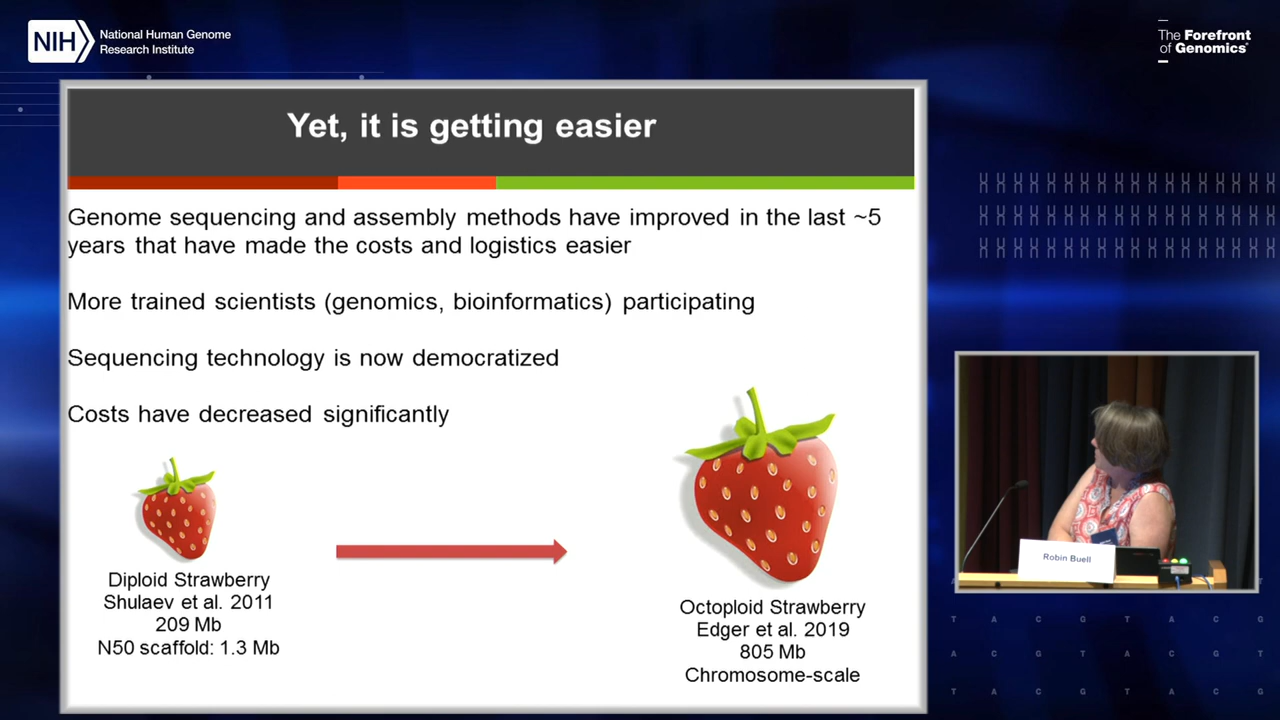 NIH
National Human Genome
Research Institute
The Forefront
of Genomics®
Yet, it is getting easier
Genome sequencing and assembly methods have improved in the last ~5
years that have made the costs and logistics easier
More trained scientists (genomics, bioinformatics) participating
Sequencing technology is now democratized
Costs have decreased significantly
Diploid Strawberry
Shulaev et al. 2011
209 Mb
N50 scaffold: 1.3 Mb
Octoploid Strawberry
Edger et al. 2019
805 Mb
Chromosome-scale
Robin Buell
T A C G T A C G
A C G T A C G T
T A C G T A C G